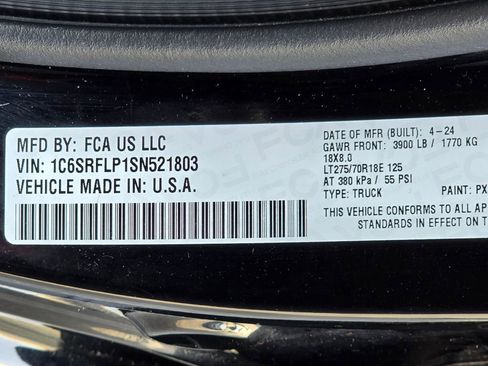 MFD BY: FCA US LLC
VIN: 1C6SRFLP1SN521803
VEHICLE MADE IN: U.S.A.
DATE OF MFR (BUILT): 4-24
GAWR FRONT: 3900 LB / 1770 KG
18X8.0
LT275/70R18E 125
AT 380 kPa / 55 PSI
TYPE: TRUCK PAINT: PX
THIS VEHICLE CONFORMS TO ALL AP
STANDARDS IN EFFECT ON T